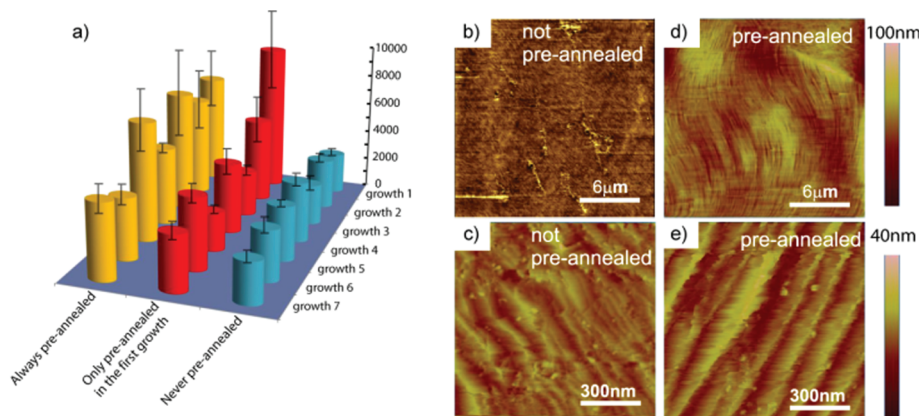 a)
10000
8000
6000
4000
2000
0
growth 1
growth 2
growth 3
growth 4
growth 5
growth 6
growth 7
Always pre-annealed
Only pre-annealed
in the first growth
Never pre-annealed
b)
not
pre-annealed
6µm
d)
pre-annealed
6µm
100nm
c)
not
pre-annealed
300nm
e)
pre-annealed
300nm
40nm